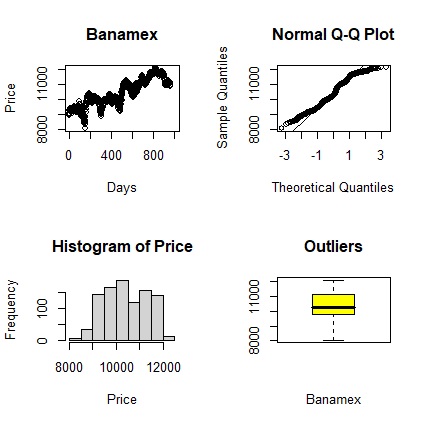 Banamex
Price
8000
11000
0
400
800
Days
Normal Q-Q Plot
Sample Quantiles
8000
11000
-3
-1
1
3
Theoretical Quantiles
Histogram of Price
Frequency
0
100
8000
10000
12000
Price
Outliers
8000
11000
Banamex